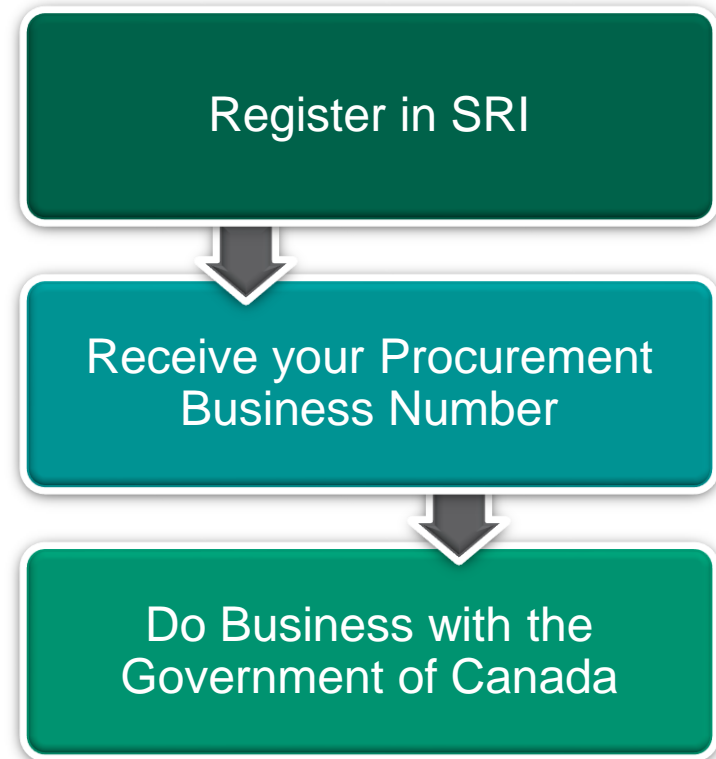 Register in SRI
Receive your Procurement
Business Number
Do Business with the
Government of Canada